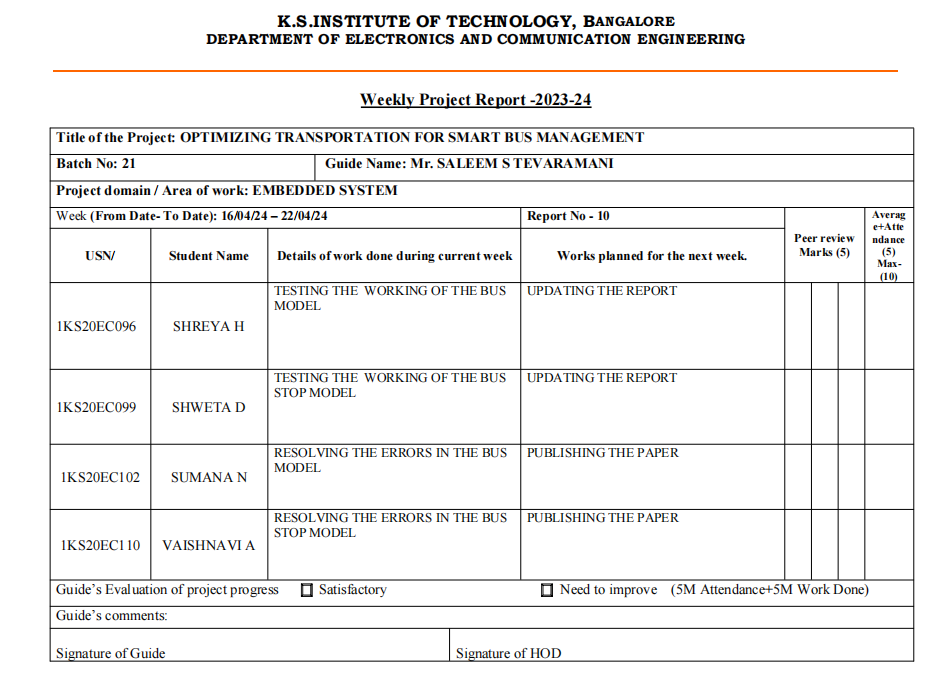 K.S.INSTITUTE OF TECHNOLOGY, BANGALORE
DEPARTMENT OF ELECTRONICS AND COMMUNICATION ENGINEERING
Weekly Project Report -2023-24
Title of the Project: OPTIMIZING TRANSPORTATION FOR SMART BUS MANAGEMENT
Batch No: 21 Guide Name: Mr. SALEEM S TEVARAMANI
Project domain / Area of work: EMBEDDED SYSTEM
Week (From Date- To Date): 16/04/24 – 22/04/24 Report No - 10
USN/ Student Name Details of work done during current week Works planned for the next week.
Peer review
Marks (5)
Averag
e+Atte
ndance
(5)
Max-
(10)
1KS20EC096 SHREYA H
TESTING THE WORKING OF THE BUS
MODEL
UPDATING THE REPORT
1KS20EC099 SHWETA D
TESTING THE WORKING OF THE BUS
STOP MODEL
UPDATING THE REPORT
1KS20EC102 SUMANA N
RESOLVING THE ERRORS IN THE BUS
MODEL
PUBLISHING THE PAPER
1KS20EC110 VAISHNAVI A
RESOLVING THE ERRORS IN THE BUS
STOP MODEL
PUBLISHING THE PAPER
Guide's Evaluation of project progress Satisfactory Need to improve (5M Attendance+5M Work Done)
Guide's comments:
Signature of Guide Signature of HOD